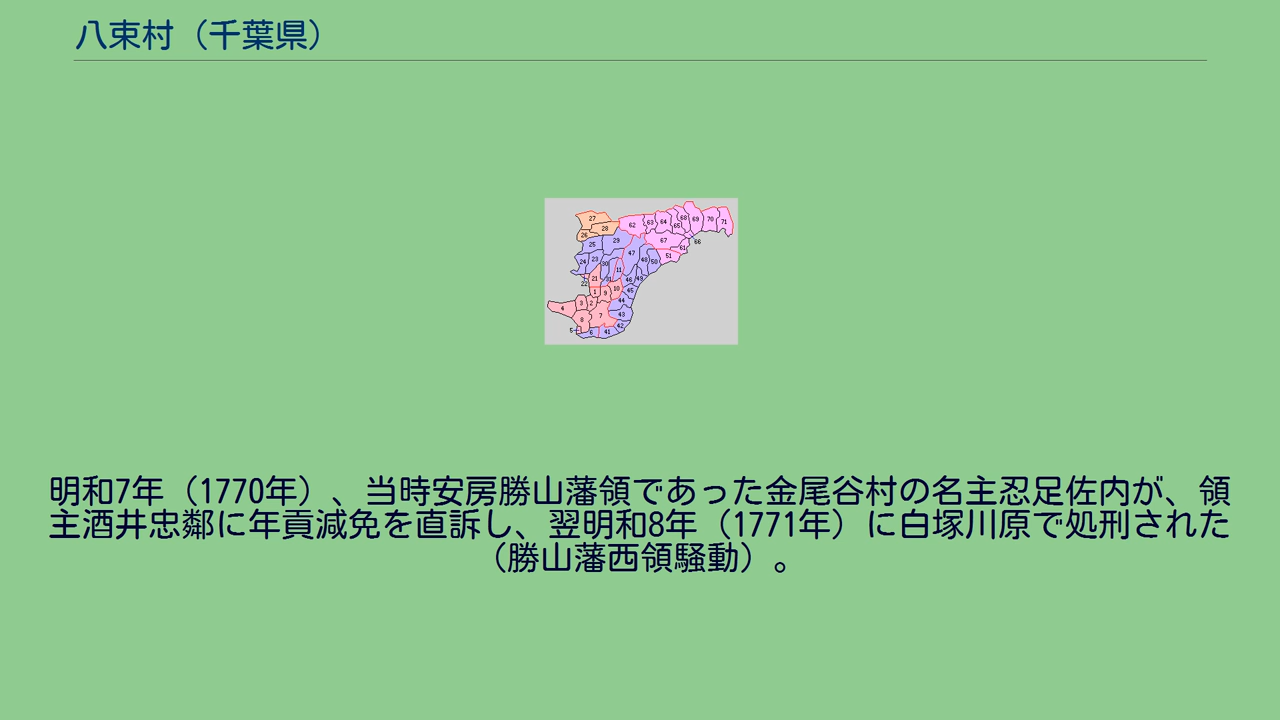 八束村（千葉県）
明和7年（1770年）、当時安房勝山藩領であった金尾谷村の名主忍足佐内が、領
主酒井忠鄰に年貢減免を直訴し、翌明和8年（1771年）に白塚川原で処刑された
（勝山藩西領騒動）。